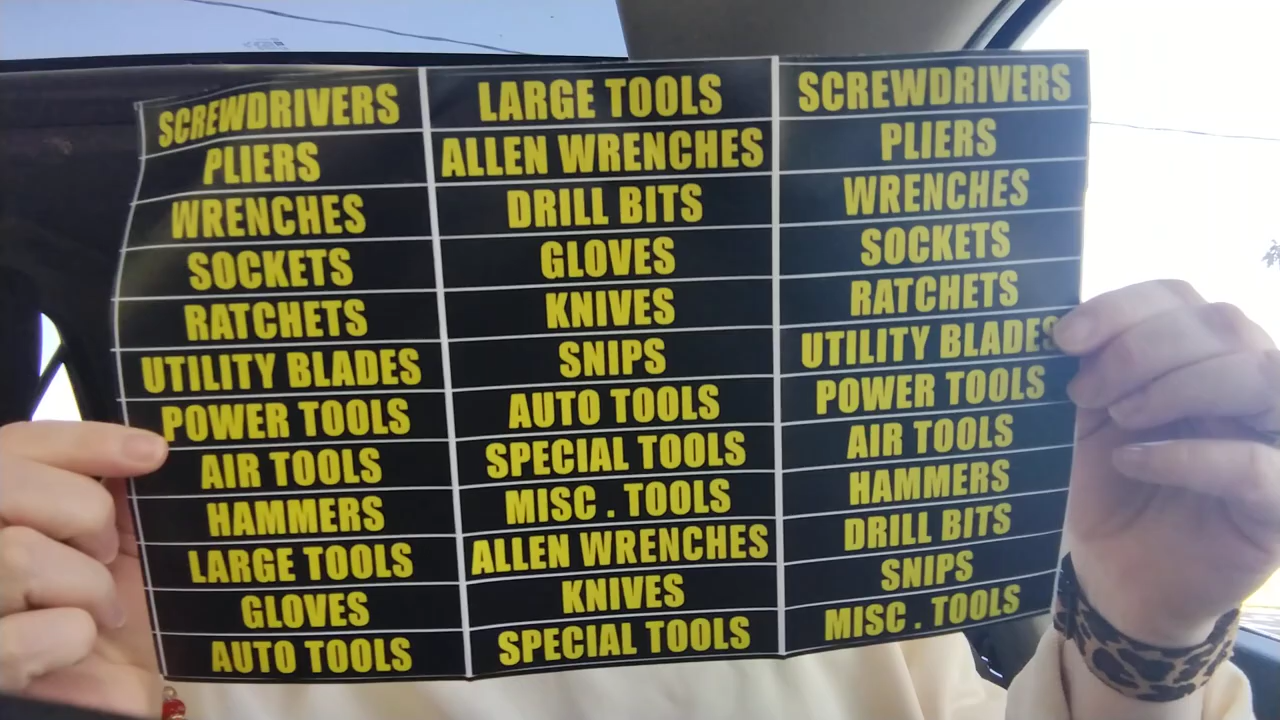 SCREWDRIVERS
PLIERS
WRENCHES
SOCKETS
RATCHETS
UTILITY BLADES
POWER TOOLS
AIR TOOLS
HAMMERS
LARGE TOOLS
GLOVES
AUTO TOOLS
LARGE TOOLS
ALLEN WRENCHES
DRILL BITS
GLOVES
KNIVES
SNIPS
AUTO TOOLS
SPECIAL TOOLS
MISC . TOOLS
ALLEN WRENCHES
KNIVES
SPECIAL TOOLS
SCREWDRIVERS
PLIERS
WRENCHES
SOCKETS
RATCHETS
UTILITY BLADES
POWER TOOLS
AIR TOOLS
HAMMERS
DRILL BITS
SNIPS
MISC . TOOLS